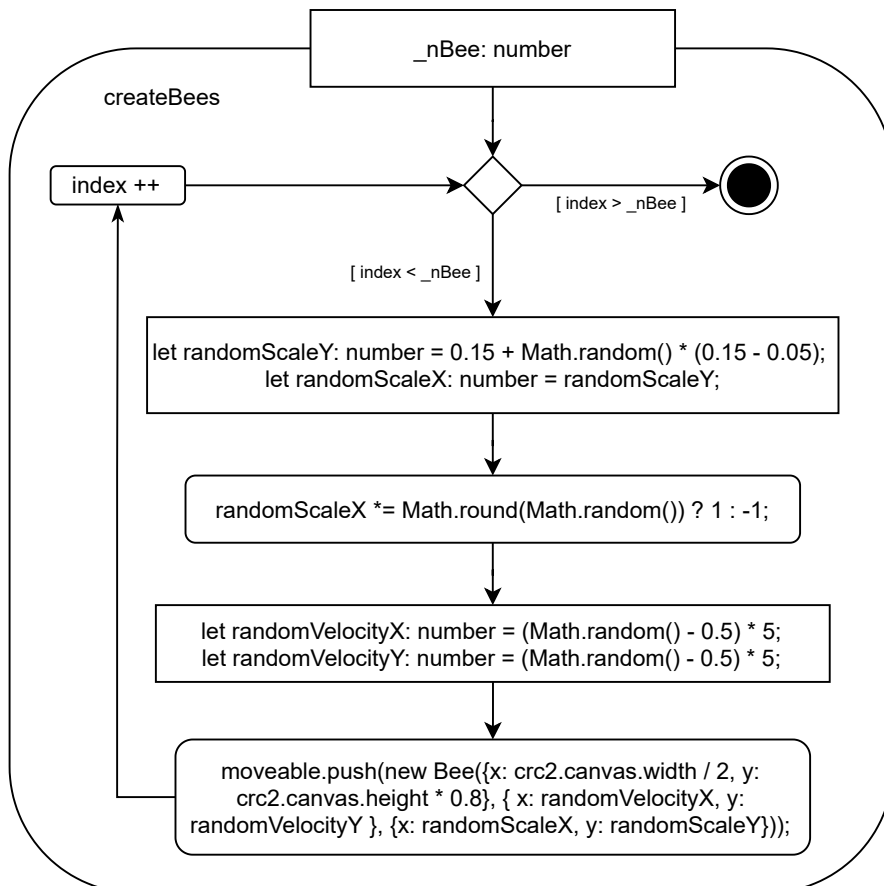 _nBee: number
createBees
index ++
[ index > _nBee ]
[ index < _nBee ]
let randomScaleY: number = 0.15 + Math.random() * (0.15 - 0.05);
let randomScaleX: number = randomScaleY;
randomScaleX *= Math.round(Math.random()) ? 1 : -1;
let randomVelocityX: number = (Math.random() - 0.5) * 5;
let randomVelocityY: number = (Math.random() - 0.5) * 5;
moveable.push(new Bee({x: crc2.canvas.width / 2, y:
crc2.canvas.height * 0.8}, { x: randomVelocityX, y:
randomVelocityY }, {x: randomScaleX, y: randomScaleY}));